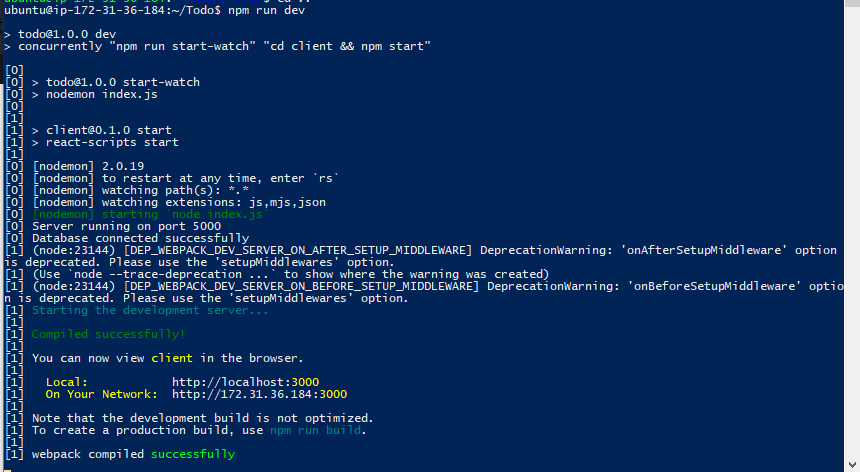 ubuntu@ip-172-31-36-184:~/Todo$ npm run dev
> todo@1.0.0 dev
> concurrently "npm run start-watch" "cd client && npm start"
[0]
[0] > todo@1.0.0 start-watch
[0] > nodemon index.js
[0]
[1]
[1] > client@0.1.0 start
[1] > react-scripts start
[1]
[0] [nodemon] 2.0.19
[0] [nodemon] to restart at any time, enter `rs`
[0] [nodemon] watching path(s): *.*
[0] [nodemon] watching extensions: js,mjs,json
[0] [nodemon] starting `node index.js`
[0] Server running on port 5000
[0] Database connected successfully
[1] (node:23144) [DEP_WEBPACK_DEV_SERVER_ON_AFTER_SETUP_MIDDLEWARE] DeprecationWarning: 'onAfterSetupMiddleware' option
is deprecated. Please use the 'setupMiddlewares' option.
[1] (Use `node --trace-deprecation ...` to show where the warning was created)
[1] (node:23144) [DEP_WEBPACK_DEV_SERVER_ON_BEFORE_SETUP_MIDDLEWARE] DeprecationWarning: 'onBeforeSetupMiddleware' optio
n is deprecated. Please use the 'setupMiddlewares' option.
[1] Starting the development server...
[1]
[1] Compiled successfully!
[1]
[1] You can now view client in the browser.
[1]
[1] Local: http://localhost:3000
[1] On Your Network: http://172.31.36.184:3000
[1]
[1] Note that the development build is not optimized.
[1] To create a production build, use npm run build.
[1]
[1] webpack compiled successfully